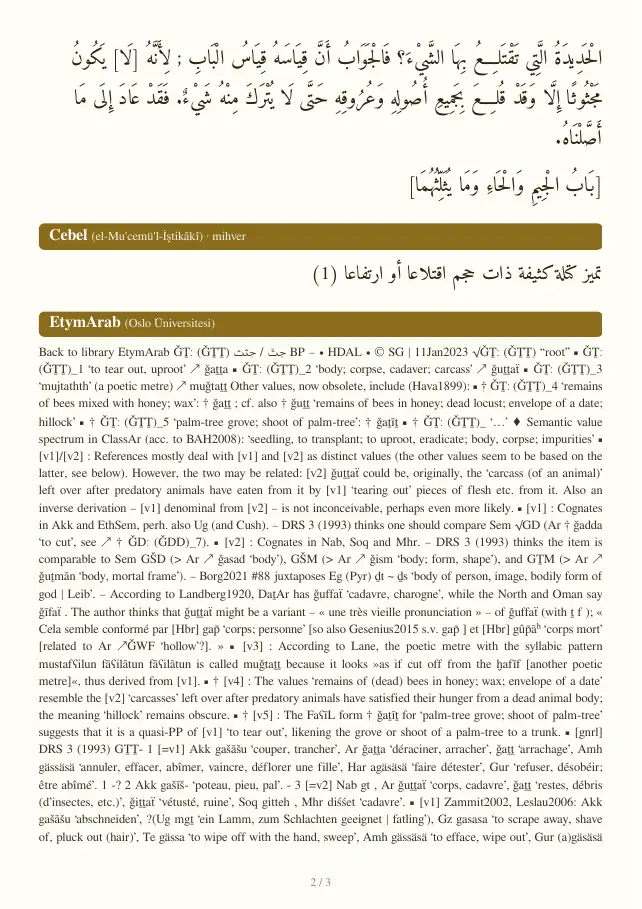 الْحَدِيدَةُ الَّتِي تَقْتَلِعُ بِهَا الشَّيْءَ؟ فَالْجَوَابُ أَنَّ قِيَاسَهُ قِيَاسُ الْبَابِ ; لِأَنَّهُ [لَا] يَكُونُ
مَجْثُوثًا إِلَّا وَقَدْ قُلِعَ بِجَمِيعِ أُصُولِهِ وَعُرُوقِهِ حَتَّى لَا يُتْرَكَ مِنْهُ شَيْءٌ. فَقَدْ عَادَ إِلَى مَا
أَصَّلْنَاهُ.
[بَابُ الْجِيمِ وَالْحَاءِ وَمَا يُثَلِّثُهُمَا]
Cebel (el-Mu'cemü'l-İştikâkî) · mihver
تميز كتلة كثيفة ذات حجم اقتلاعا أو ارتفاعا (1)
EtymArab (Oslo Üniversitesi)
Back to library EtymArab ǦṮ: (ǦṮṮ) جثّ / جثث BP – • HDAL • © SG | 11Jan2023 √ǦṮ: (ǦṮṮ) “root” ▪ ǦṮ:
(ǦṮṮ)_1 ‘to tear out, uproot’ ↗ǧaṯṯa ▪ ǦṮ: (ǦṮṮ)_2 ‘body; corpse, cadaver; carcass’ ↗ǧuṯṯaẗ ▪ ǦṮ: (ǦṮṮ)_3
‘mujtathth’ (a poetic metre) ↗muǧtaṯṯ Other values, now obsolete, include (Hava1899): ▪ † ǦṮ: (ǦṮṮ)_4 ‘remains
of bees mixed with honey; wax’: † ǧaṯṯ ; cf. also † ǧuṯṯ ‘remains of bees in honey; dead locust; envelope of a date;
hillock’ ▪ † ǦṮ: (ǦṮṮ)_5 ‘palm-tree grove; shoot of palm-tree’: † ǧaṯīṯ ▪ † ǦṮ: (ǦṮṮ)_ ‘…’ ♦ Semantic value
spectrum in ClassAr (acc. to BAH2008): ‘seedling, to transplant; to uproot, eradicate; body, corpse; impurities’ ▪
[v1]/[v2] : References mostly deal with [v1] and [v2] as distinct values (the other values seem to be based on the
latter, see below). However, the two may be related: [v2] ǧuṯṯaẗ could be, originally, the ‘carcass (of an animal)’
left over after predatory animals have eaten from it by [v1] ‘tearing out’ pieces of flesh etc. from it. Also an
inverse derivation – [v1] denominal from [v2] – is not inconceivable, perhaps even more likely. ▪ [v1] : Cognates
in Akk and EthSem, perh. also Ug (and Cush). – DRS 3 (1993) thinks one should compare Sem √GD (Ar † ǧadda
‘to cut’, see ↗ † ǦD: (ǦDD)_7). ▪ [v2] : Cognates in Nab, Soq and Mhr. – DRS 3 (1993) thinks the item is
comparable to Sem GŠD (> Ar ↗ ǧasad ‘body’), GŠM (> Ar ↗ ǧism ‘body; form, shape’), and GṮM (> Ar ↗
ǧuṯmān ‘body, mortal frame’). – Borg2021 #88 juxtaposes Eg (Pyr) ḏt ~ ḏs ‘body of person, image, bodily form of
god | Leib’. – According to Landberg1920, DaṯAr has ǧuffaẗ ‘cadavre, charogne’, while the North and Oman say
ǧīfaẗ . The author thinks that ǧuṯṯaẗ might be a variant – « une très vieille pronunciation » – of ǧuffaẗ (with ṯ f ); «
Cela semble conformé par [Hbr] gap̄ ‘corps; personne’ [so also Gesenius2015 s.v. gap̄ ] et [Hbr] gûp̄āʰ ‘corps mort’
[related to Ar ↗ǦWF ‘hollow’?]. » ▪ [v3] : According to Lane, the poetic metre with the syllabic pattern
mustafʕilun fāʕilātun fāʕilātun is called muǧtaṯṯ because it looks »as if cut off from the ḫafīf [another poetic
metre]«, thus derived from [v1]. ▪ † [v4] : The values ‘remains of (dead) bees in honey; wax; envelope of a date’
resemble the [v2] ‘carcasses’ left over after predatory animals have satisfied their hunger from a dead animal body;
the meaning ‘hillock’ remains obscure. ▪ † [v5] : The FaʕīL form † ǧaṯīṯ for ‘palm-tree grove; shoot of palm-tree’
suggests that it is a quasi-PP of [v1] ‘to tear out’, likening the grove or shoot of a palm-tree to a trunk. ▪ [gnrl]
DRS 3 (1993) GṮṮ- 1 [=v1] Akk gašāšu ‘couper, trancher’, Ar ǧaṯṯa ‘déraciner, arracher’, ǧaṯṯ ‘arrachage’, Amh
gässäsä ‘annuler, effacer, abîmer, vaincre, déflorer une fille’, Har agäsäsä ‘faire détester’, Gur ‘refuser, désobéir;
être abîmé’. 1 -? 2 Akk gašīš- ‘poteau, pieu, pal’. - 3 [=v2] Nab gt , Ar ǧuṯṯaẗ ‘corps, cadavre’, ǧaṯṯ ‘restes, débris
(d’insectes, etc.)’, ǧiṯṯaẗ ‘vétusté, ruine’, Soq gitteh , Mhr diśśet ‘cadavre’. ▪ [v1] Zammit2002, Leslau2006: Akk
gašāšu ‘abschneiden’, ?(Ug mgṯ ‘ein Lamm, zum Schlachten geeignet | fatling’), Gz gasasa ‘to scrape away, shave
of, pluck out (hair)’, Te gässa ‘to wipe off with the hand, sweep’, Amh gässäsä ‘to efface, wipe out’, Gur (a)gäsäsä
2 / 3